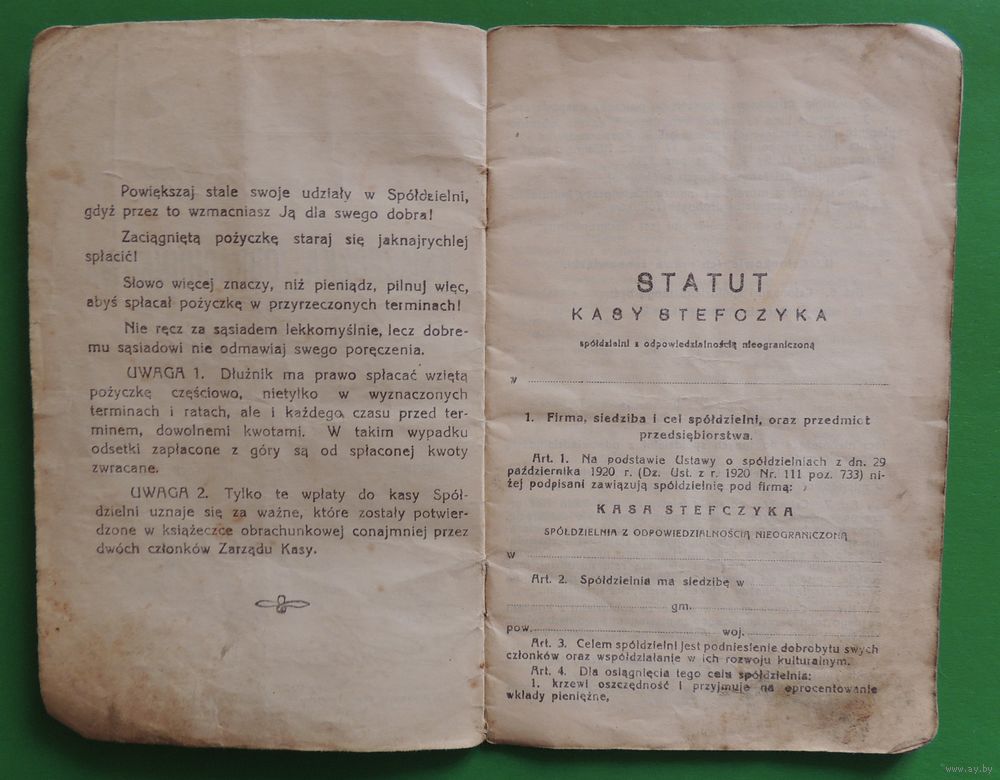 Powiększaj stale swoje udziały w Spółdzielni,
gdyż przez to wzmacniasz Ją dla swego dobra!
Zaciągniętą pożyczkę staraj się jaknajrychlej
spłacić!
Słowo więcej znaczy, niż pieniądz, pilnuj więc,
abyś spłacał pożyczkę w przyrzeczonych terminach!
Nie ręcz za sąsiadem lekkomyślnie, lecz dobre-
mu sąsiadowi nie odmawiaj swego poręczenia.
UWAGA 1. Dłużnik ma prawo spłacać wziętą
pożyczkę częściowo, nietylko w wyznaczonych
terminach i ratach, ale i każdego czasu przed ter-
minem, dowolnemi kwotami. W takim wypadku
odsetki zapłacone z góry są od spłaconej kwoty
zwracane.
UWAGA 2. Tylko te wpłaty do kasy Spół-
dzielni uznaje się za ważne, które zostały potwier-
dzone w książeczce obrachunkowej conajmniej przez
dwóch członków Zarządu Kasy.
STATUT
KASY STEFCZYKA
spółdzielni z odpowiedzialnością nieograniczoną
w
1. Firma, siedziba i cel spółdzielni, oraz przedmiot
przedsiębiorstwa.
Art. 1. Na podstawie Ustawy o spółdzielniach z dn. 29
października 1920 r. (Dz. Ust. z r. 1920 Nr. 111 poz. 733) ni-
żej podpisani zawiązują spółdzielnię pod firmą:
KASA STEFCZYKA
SPÓŁDZIELNIA Z ODPOWIEDZIALNOŚCIĄ NIEOGRANICZONĄ
w
Art. 2. Spółdzielnia ma siedzibę w
gm.
pow. woj.
Art. 3. Celem spółdzielni jest podniesienie dobrobytu swych
członków oraz współdziałanie w ich rozwoju kulturalnym.
Art. 4. Dla osiągnięcia tego celu spółdzielnia:
1. krzewi oszczędność i przyjmuje na oprocentowanie
wkłady pieniężne,
www.ay.by